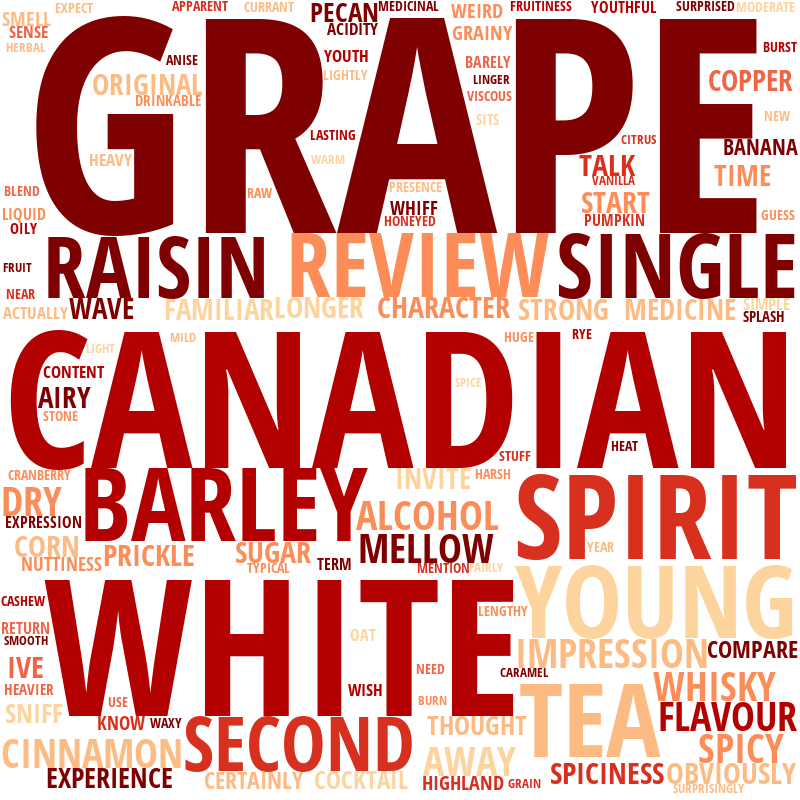 EXPECT APPARENT CURRANT PECAN MEDICINAL WEIRD FRUITINESS YOUTHFUL SURPRISED MODERATE
SMELL
SENSE ACIDITY GRAINY
HERBAL BURST
GRAPE
ANISE YOUTH BARELY
LIGHTLY LINGER COPPER
ORIGINAL VISCOUS
DRINKABLE
SITS NEW
LASTING CITRUS BANANA
HEAVY WARM TALK
VANILLA TIME
BLEND RAW PRESENCE START
LIQUID WHIFF PUMPKIN GUESS
OILY HONEYED
FRUIT RAISIN REVIEW SINGLE
NEAR
ACTUALLY WAVE FAMILIAR LONGER CHARACTER STRONG MEDICINE SIMPLE
SPLASH
MILD HUGE RYE
LIGHT
CANADIAN
CONTENT SPICE
AIRY
STONE
HEAT
STUFF
CRANBERRY INVITE HARSH
DRY BARLEY ALCOHOL SPIRIT
EXPRESSION
CORN PRICKLE SUGAR MELLOW YEAR
NUTTINESS TYPICAL TERM MENTION FAIRLY
WHITE YOUNG
CASHEW LENGTHY
RETURN OAT
SMOOTH IMPRESSION COMPARE
IVE NEED CARAMEL
HEAVIER WISH WHISKY
USE BURN
SNIFF KNOW WAXY TEA FLAVOUR
SECOND THOUGHT
CINNAMON AWAY SPICY
EXPERIENCE CERTAINLY COCKTAIL HIGHLAND GRAIN SPICINESS OBVIOUSLY
SURPRISINGLY